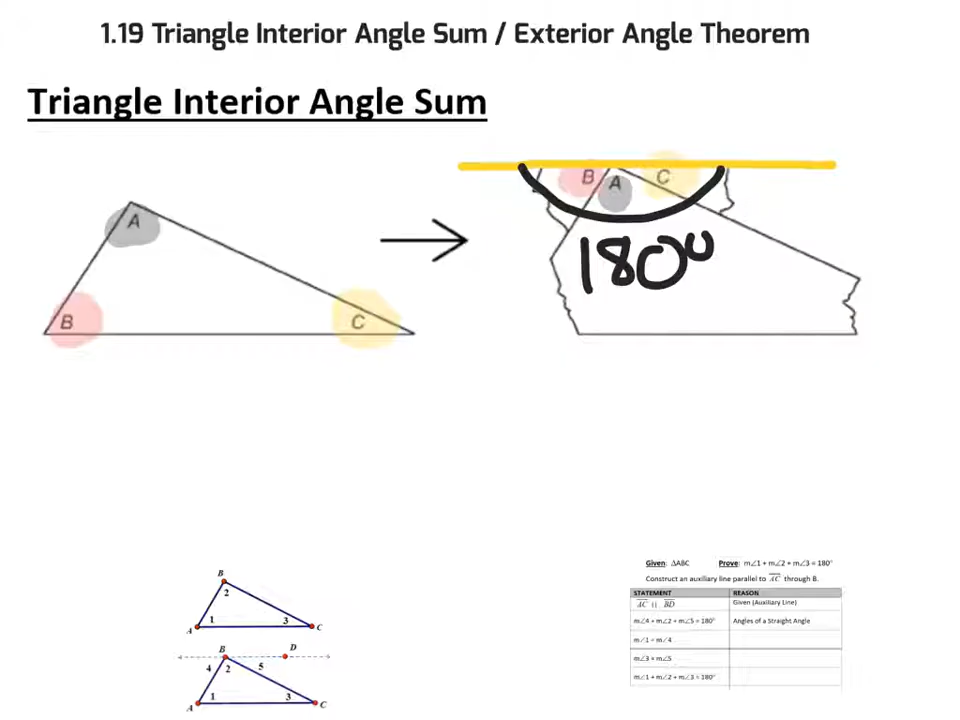 1.19 Triangle Interior Angle Sum / Exterior Angle Theorem
Triangle Interior Angle Sum
A
B
C
B A C
180°
B
2
1
3
A
C
B
D
4
2
5
1
3
A
C
Given: ΔABC Prove: m∠1 + m∠2 + m∠3 = 180°
Construct an auxiliary line parallel to AC through B.
STATEMENT REASON
AC || BD Given (Auxiliary Line)
m∠4 + m∠2 + m∠5 = 180° Angles of a Straight Angle
m∠1 = m∠4
m∠3 = m∠5
m∠1 + m∠2 + m∠3 = 180°